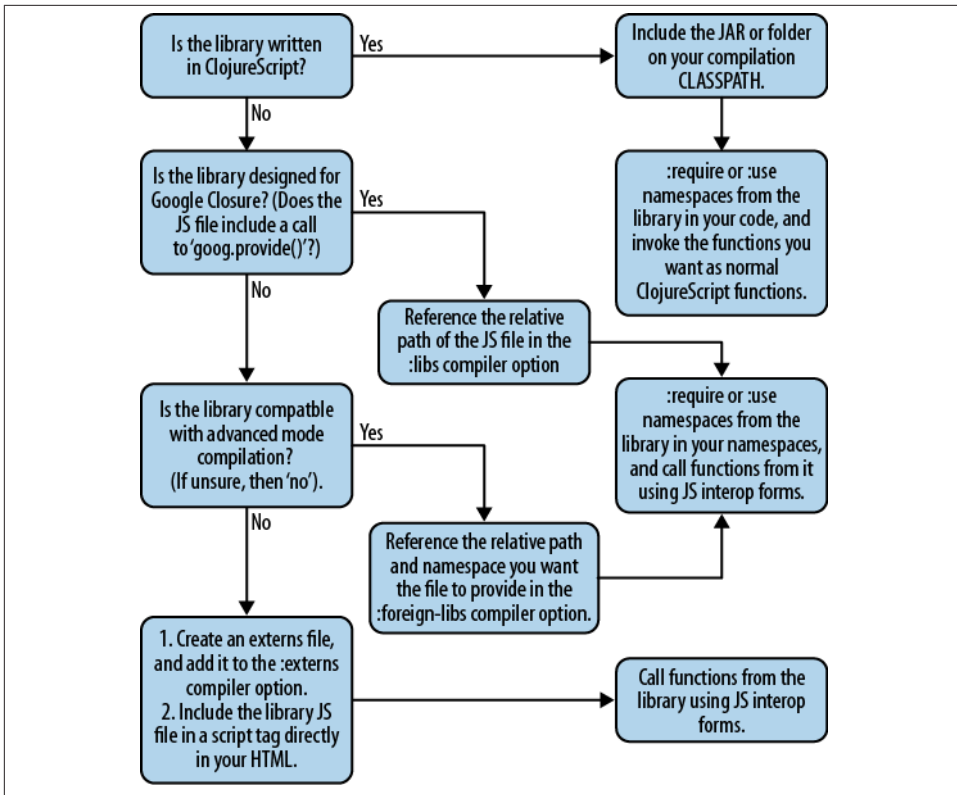 Is the library written
in ClojureScript?
Yes
Include the JAR or folder
on your compilation
CLASSPATH.
No
Is the library designed for
Google Closure? (Does the
JS file include a call
to ‘goog.provide()’?)
Yes
:require or :use
namespaces from the
library in your code, and
invoke the functions you
want as normal
ClojureScript functions.
No
Reference the relative
path of the JS file in the
:libs compiler option
Is the library compatble
with advanced mode
compilation?
(If unsure, then ‘no’).
Yes
:require or :use
namespaces from the
library in your namespaces,
and call functions from it
using JS interop forms.
No
Reference the relative path
and namespace you want
the file to provide in the
:foreign-libs compiler option.
1. Create an externs file,
and add it to the :externs
compiler option.
2. Include the library JS
file in a script tag directly
in your HTML.
Call functions from the
library using JS interop
forms.